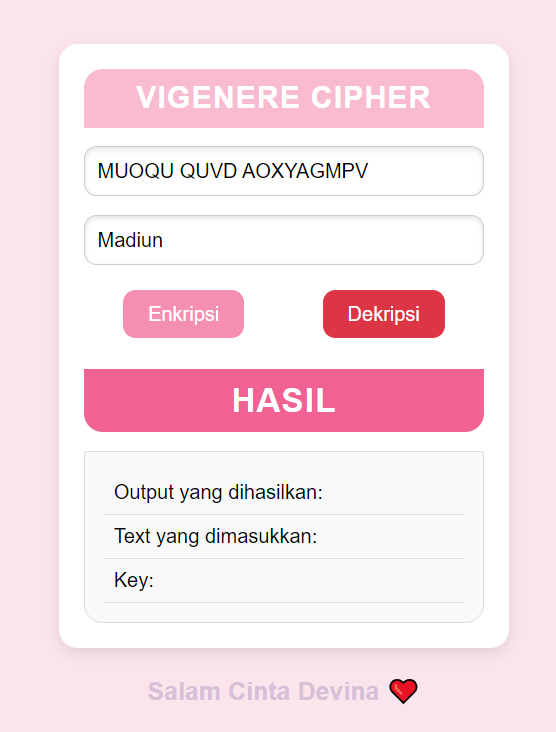 VIGENERE CIPHER
MUOQU QUVD AOXYAGMPV
Madiun
Enkripsi Dekripsi
HASIL
Output yang dihasilkan:
Text yang dimasukkan:
Key:
Salam Cinta Devina